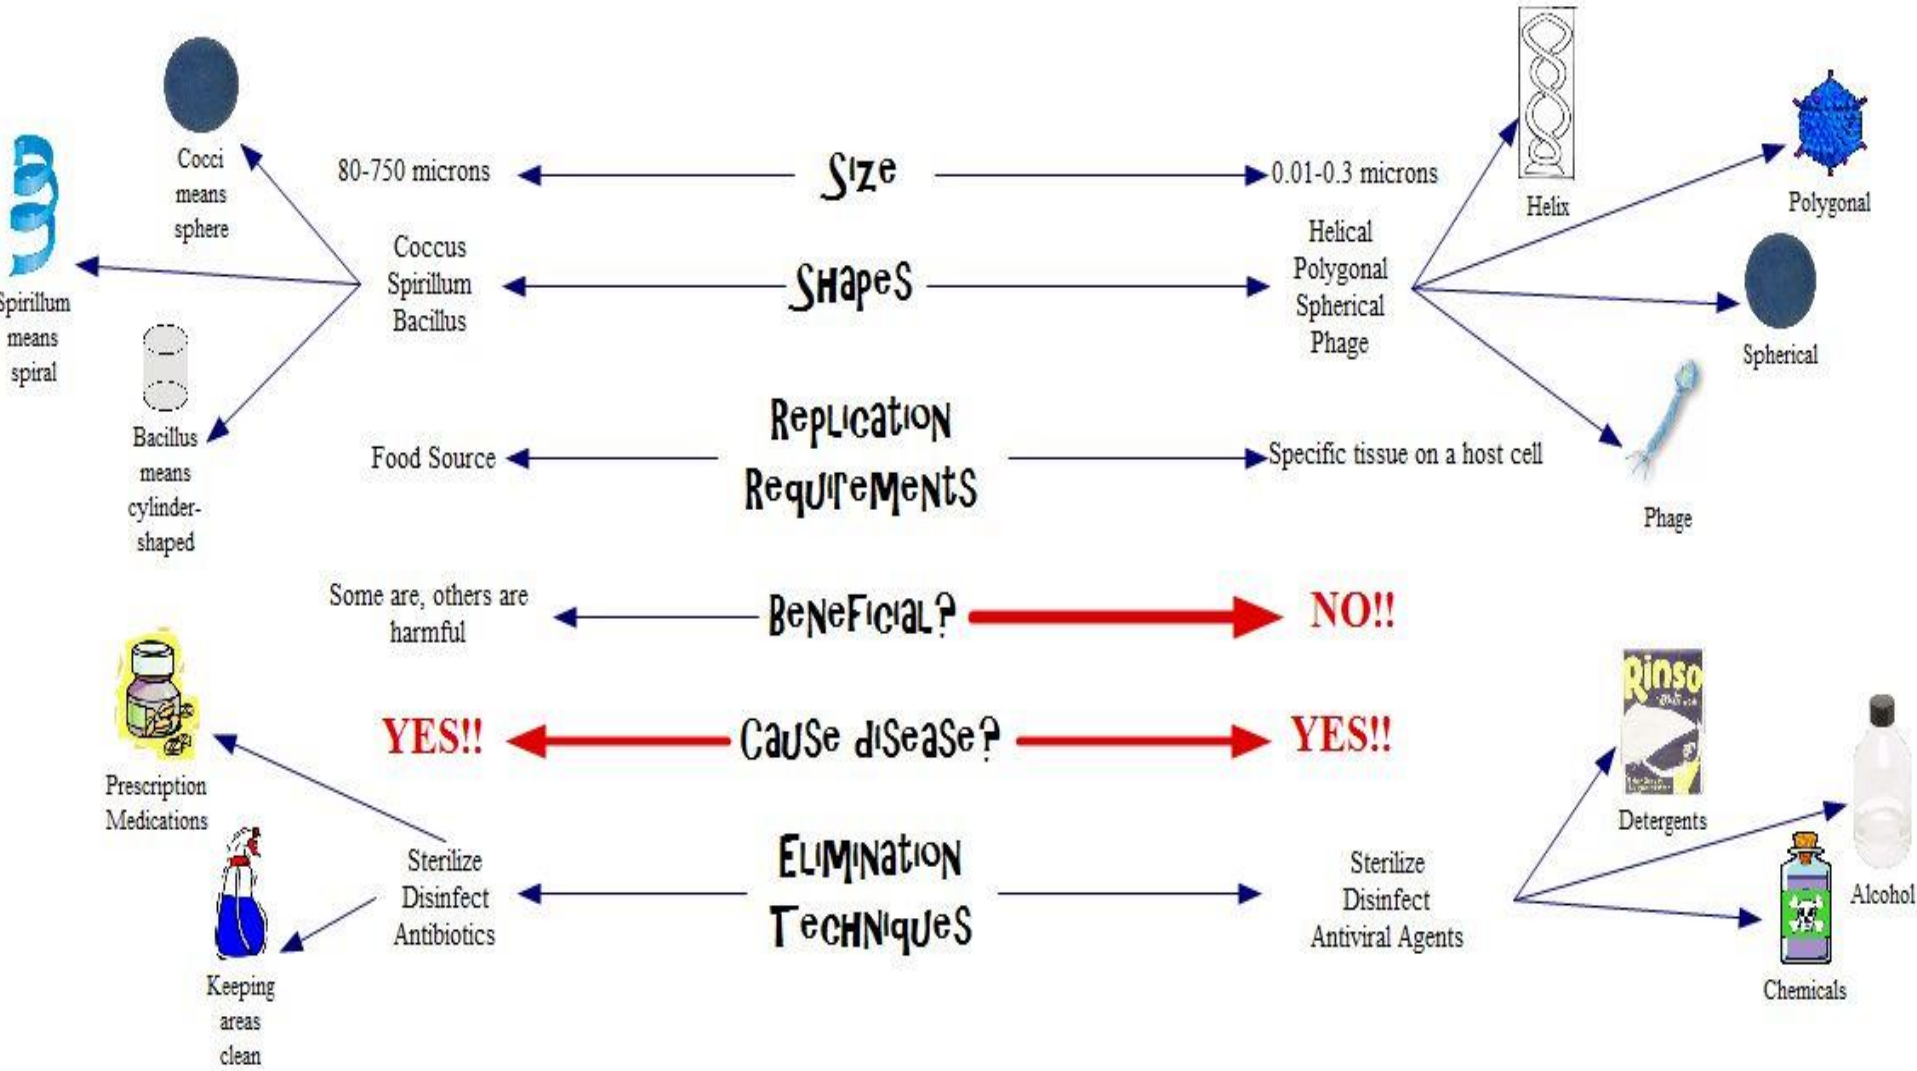 Cocci
means
sphere
Spirillum
means
spiral
Bacillus
means
cylinder-
shaped
80-750 microns
Size
0.01-0.3 microns
Coccus
Spirillum
Bacillus
Shapes
Helical
Polygonal
Spherical
Phage
Helix
Polygonal
Spherical
Phage
Food Source
Replication
Requirements
Specific tissue on a host cell
Some are, others are
harmful
Beneficial?
NO!!
YES!!
Cause disease?
YES!!
Prescription
Medications
Keeping
areas
clean
Sterilize
Disinfect
Antibiotics
Elimination
Techniques
Sterilize
Disinfect
Antiviral Agents
Rinso
Detergents
Alcohol
Chemicals